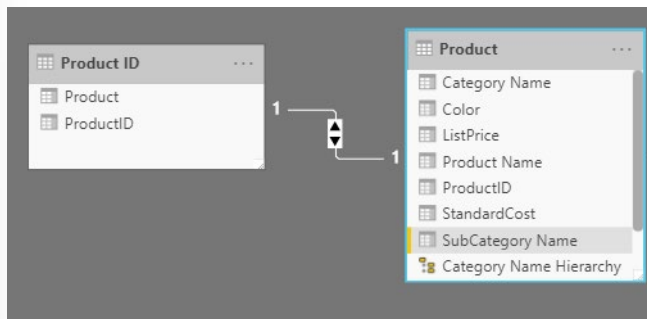 Product ID
...
Product
ProductID
1
1
Product
...
Category Name
Color
ListPrice
Product Name
ProductID
StandardCost
SubCategory Name
Category Name Hierarchy